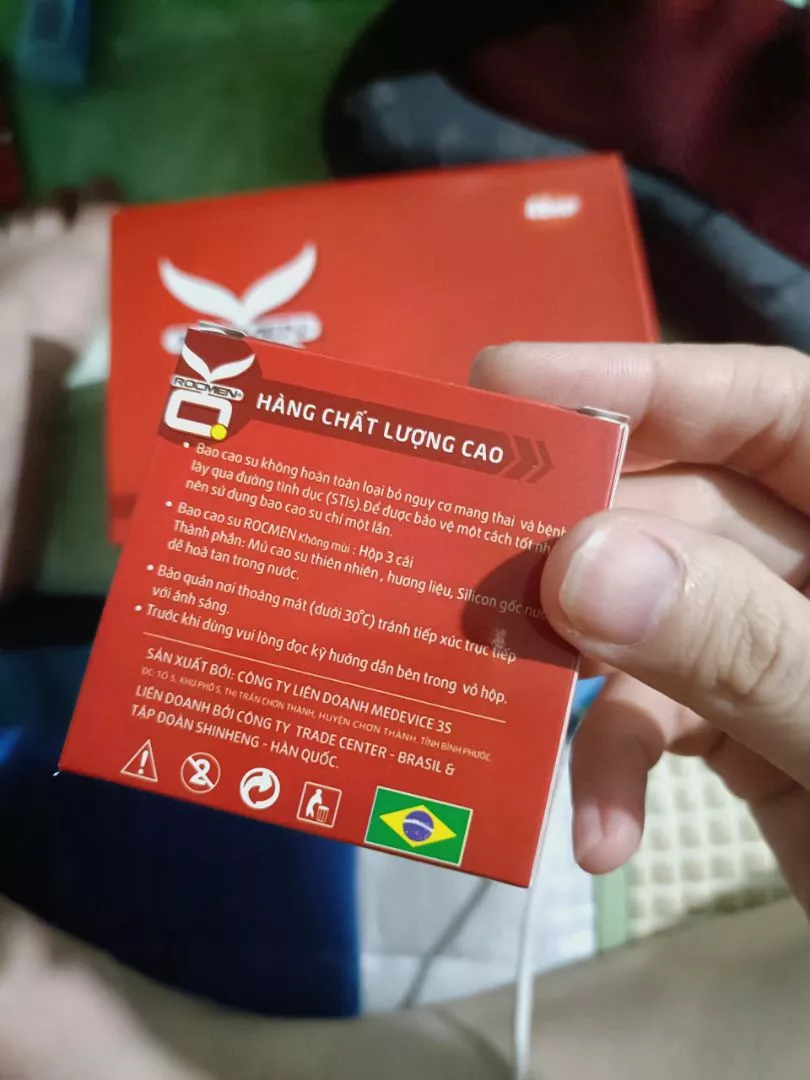 ROCMEN®
HÀNG CHẤT LƯỢNG CAO
• Bao cao su không hoàn toàn loại bỏ nguy cơ mang thai và bệnh
lây qua đường tình dục (STIs). Để được bảo vệ một cách tốt
nên sử dụng bao cao su chỉ một lần.
• Bao cao su ROCMEN Không mùi : Hộp 3 cái
Thành phần: Mủ cao su thiên nhiên , hương liệu, Silicon gốc
dễ hoà tan trong nước.
• Bảo quản nơi thoáng mát (dưới 30°c) tránh tiếp xúc trực tiếp
với ánh sáng.
• Trước khi dùng vui lòng đọc kỹ hướng dẫn bên trong vỏ hộp.
SẢN XUẤT BỞI: CÔNG TY LIÊN DOANH MEDEVICE 3S
ĐC: TỔ 5, KHU PHỐ 5, THỊ TRẤN CHƠN THÀNH, HUYỆN CHƠN THÀNH, TỈNH BÌNH PHƯỚC.
LIÊN DOANH BỞI CÔNG TY TRADE CENTER - BRASIL &
TẬP ĐOÀN SHINHENG - HÀN QUỐC.